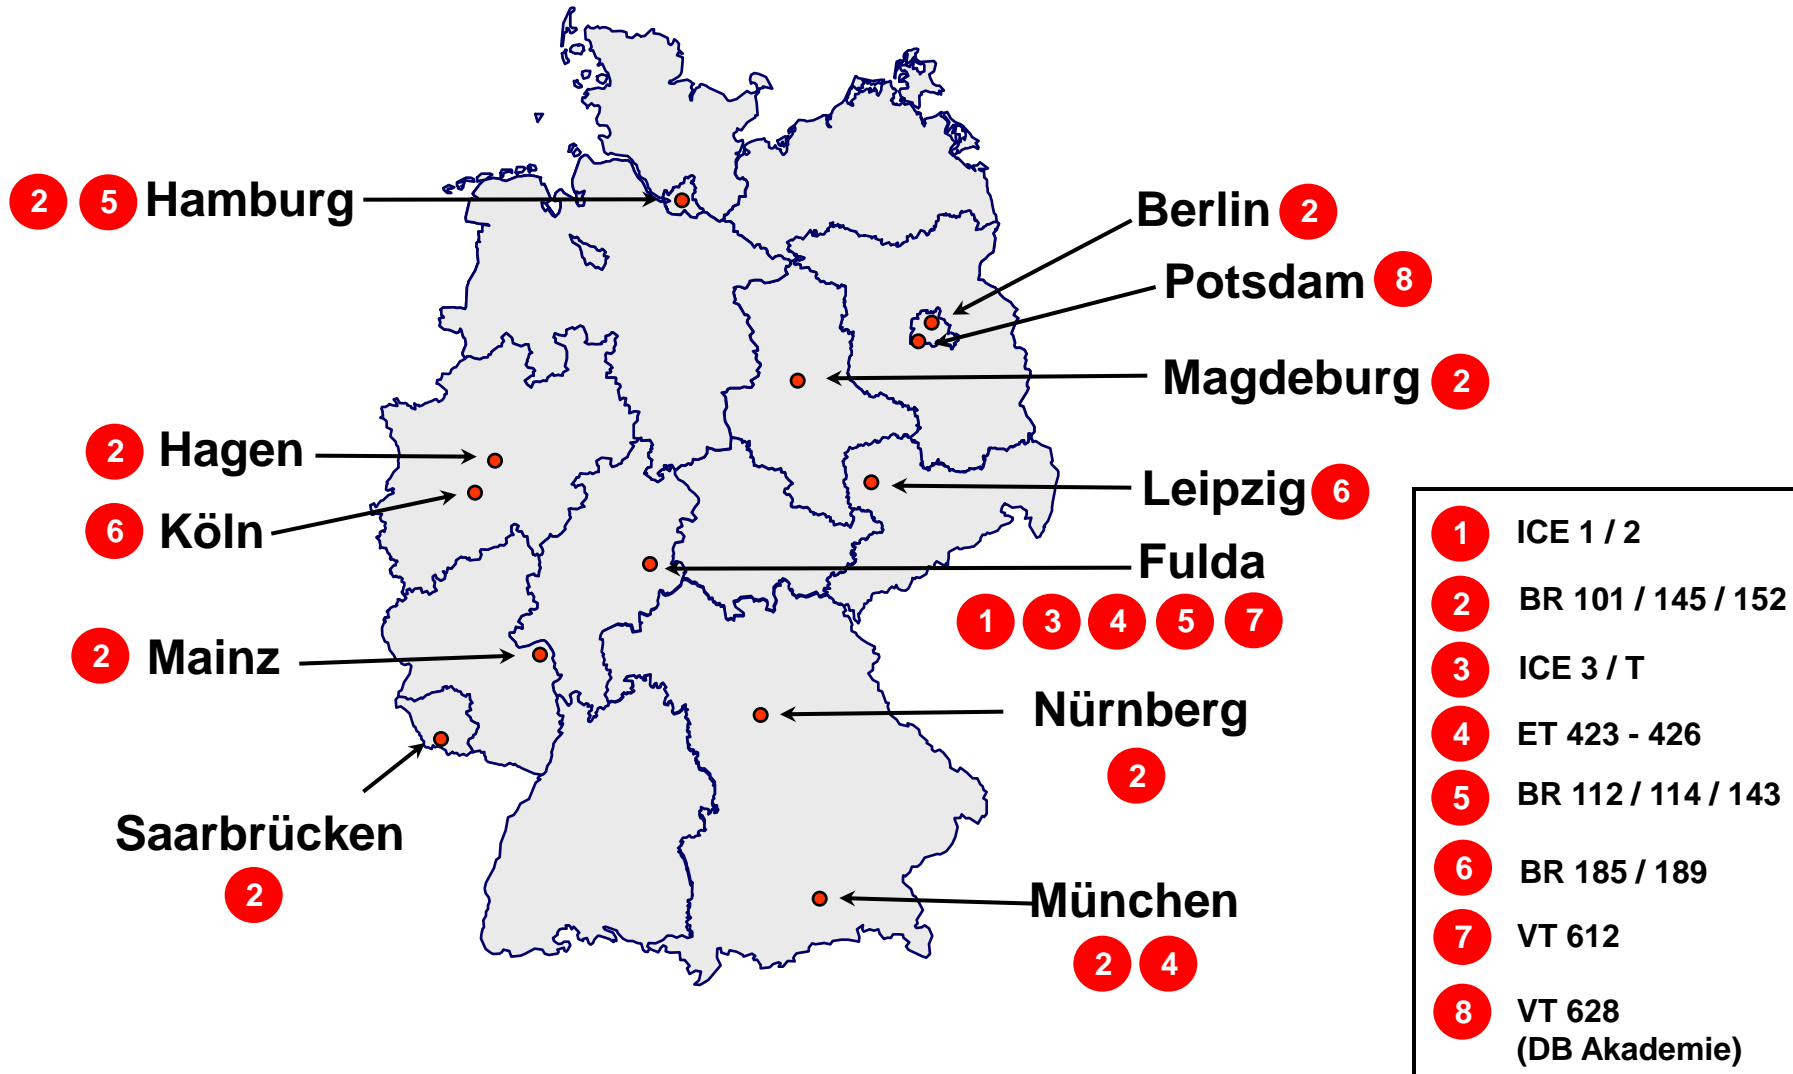 2 5 Hamburg
Berlin 2
Potsdam 8
Magdeburg 2
2 Hagen
Leipzig 6
6 Köln
Fulda
1 3 4 5 7
2 Mainz
Nürnberg
2
Saarbrücken
2
München
2 4
1 ICE 1 / 2
2 BR 101 / 145 / 152
3 ICE 3 / T
4 ET 423 - 426
5 BR 112 / 114 / 143
6 BR 185 / 189
7 VT 612
8 VT 628
(DB Akademie)